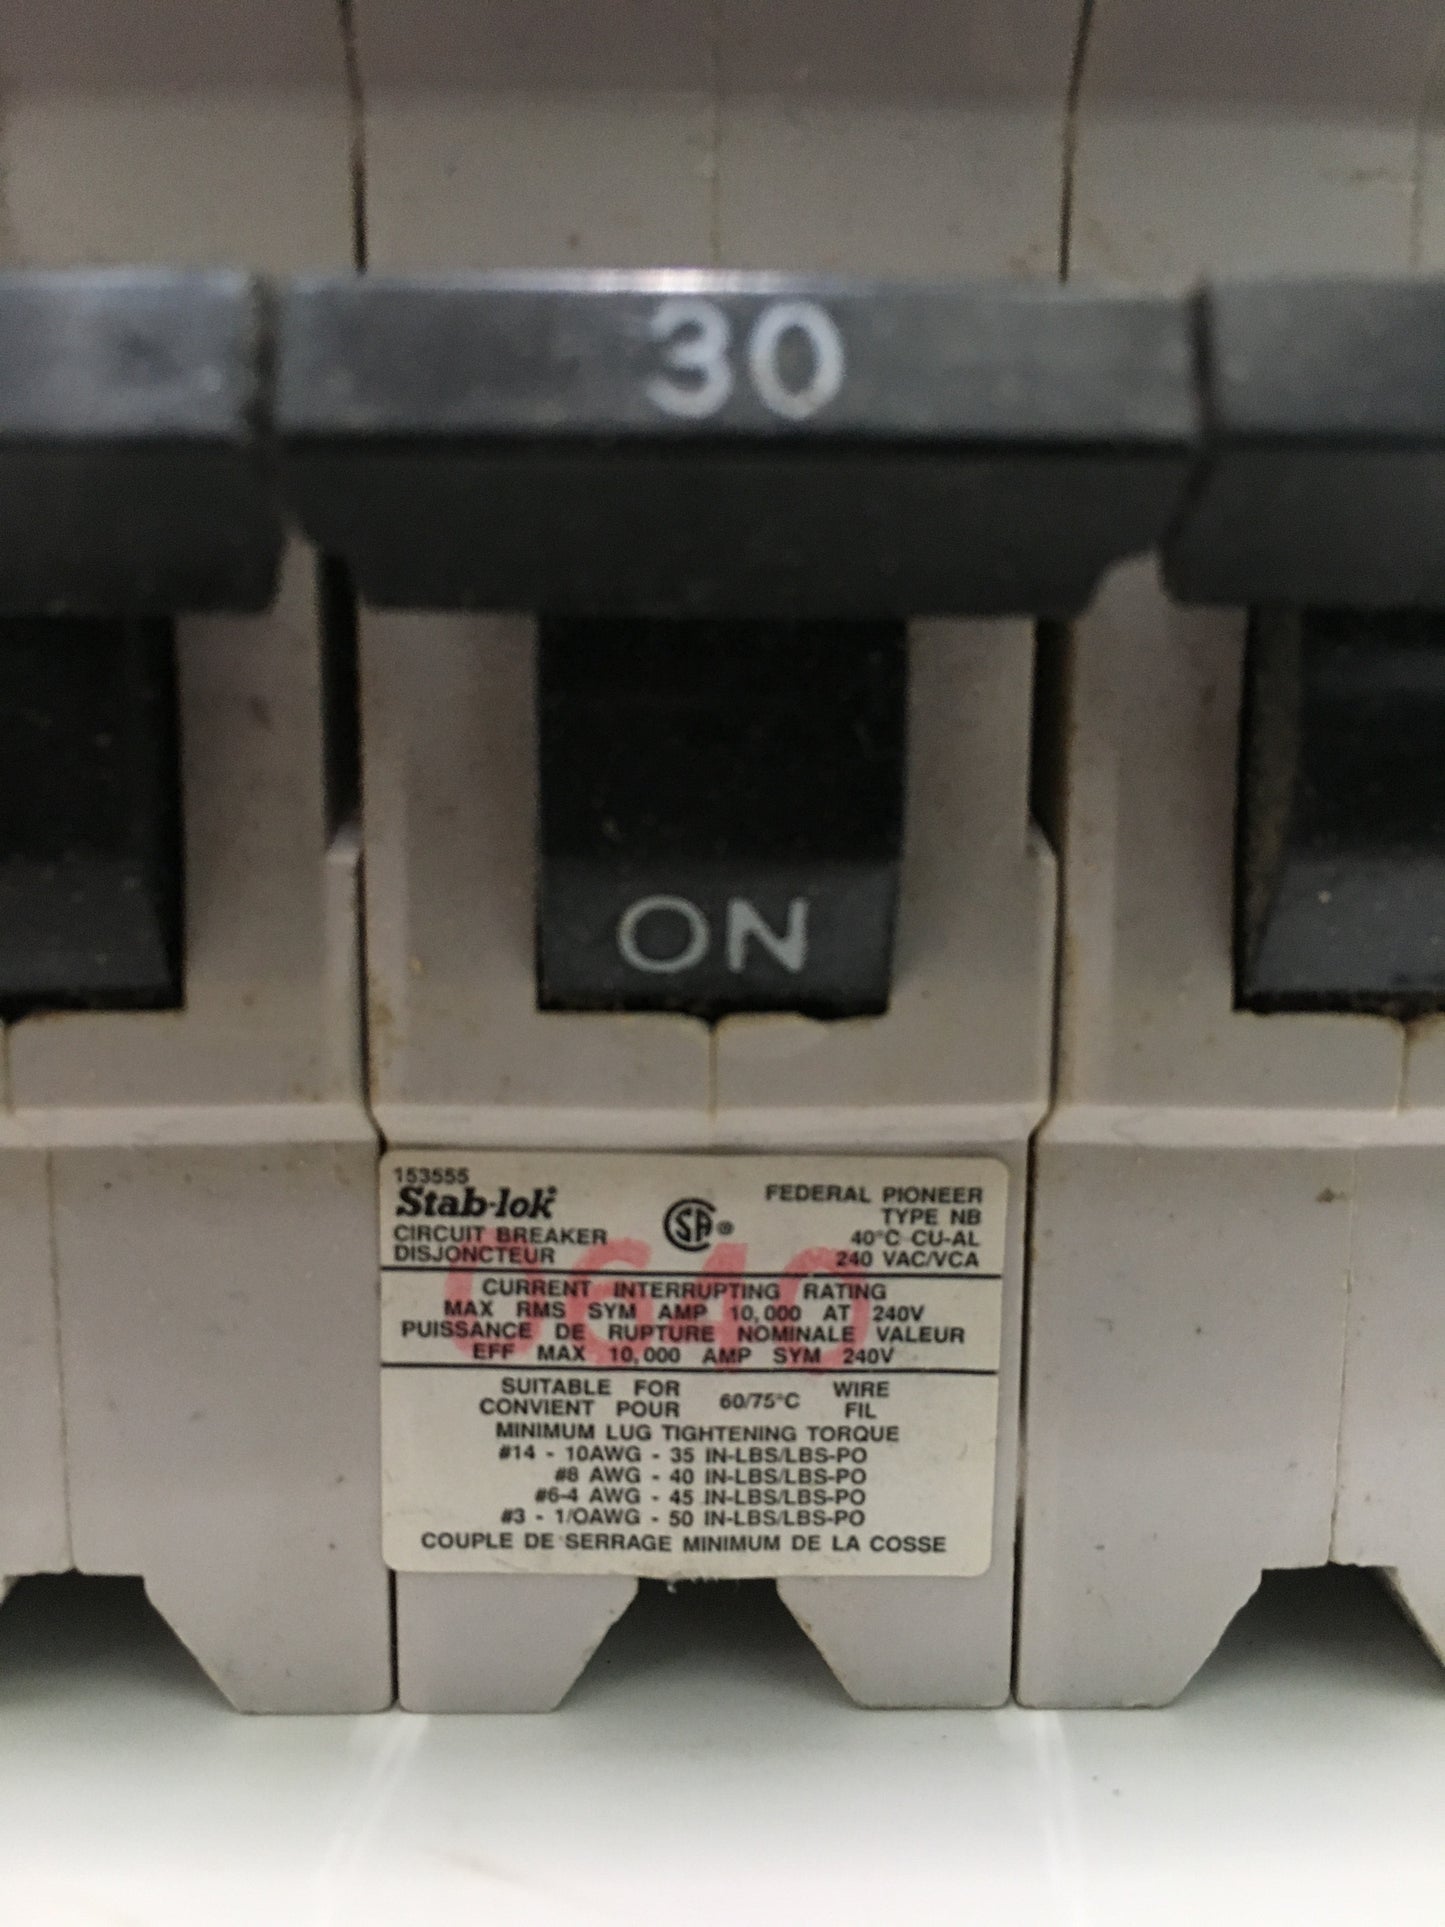 30
ON
153555
Stab-lok®
CIRCUIT BREAKER
DISJONCTEUR
SA ®
FEDERAL PIONEER
TYPE NB
40°C CU-AL
240 VAC/VCA
0640
CURRENT INTERRUPTING RATING
MAX RMS SYM AMP 10,000 AT 240V
PUISSANCE DE RUPTURE NOMINALE VALEUR
EFF MAX 10,000 AMP SYM 240V
SUITABLE FOR 60/75°C WIRE
CONVIENT POUR FIL
MINIMUM LUG TIGHTENING TORQUE
#14 - 10AWG - 35 IN-LBS/LBS-PO
#8 AWG - 40 IN-LBS/LBS-PO
#6-4 AWG - 45 IN-LBS/LBS-PO
#3 - 1/0AWG - 50 IN-LBS/LBS-PO
COUPLE DE SERRAGE MINIMUM DE LA COSSE